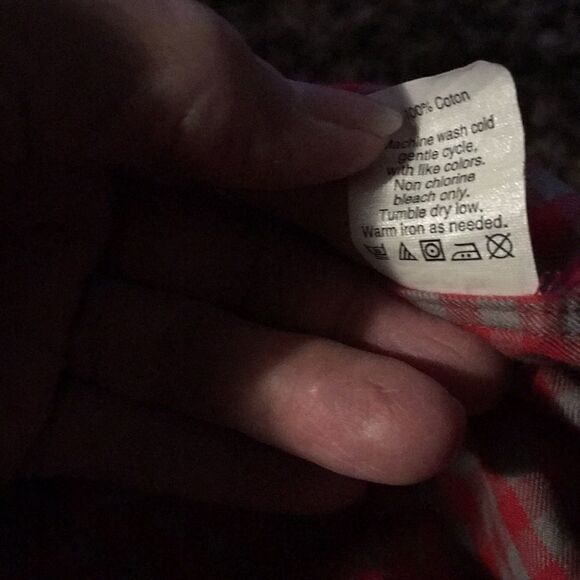 100% Coton
Machine wash cold
gentle cycle,
with like colors.
Non chlorine
bleach only.
Tumble dry low.
Warm iron as needed.